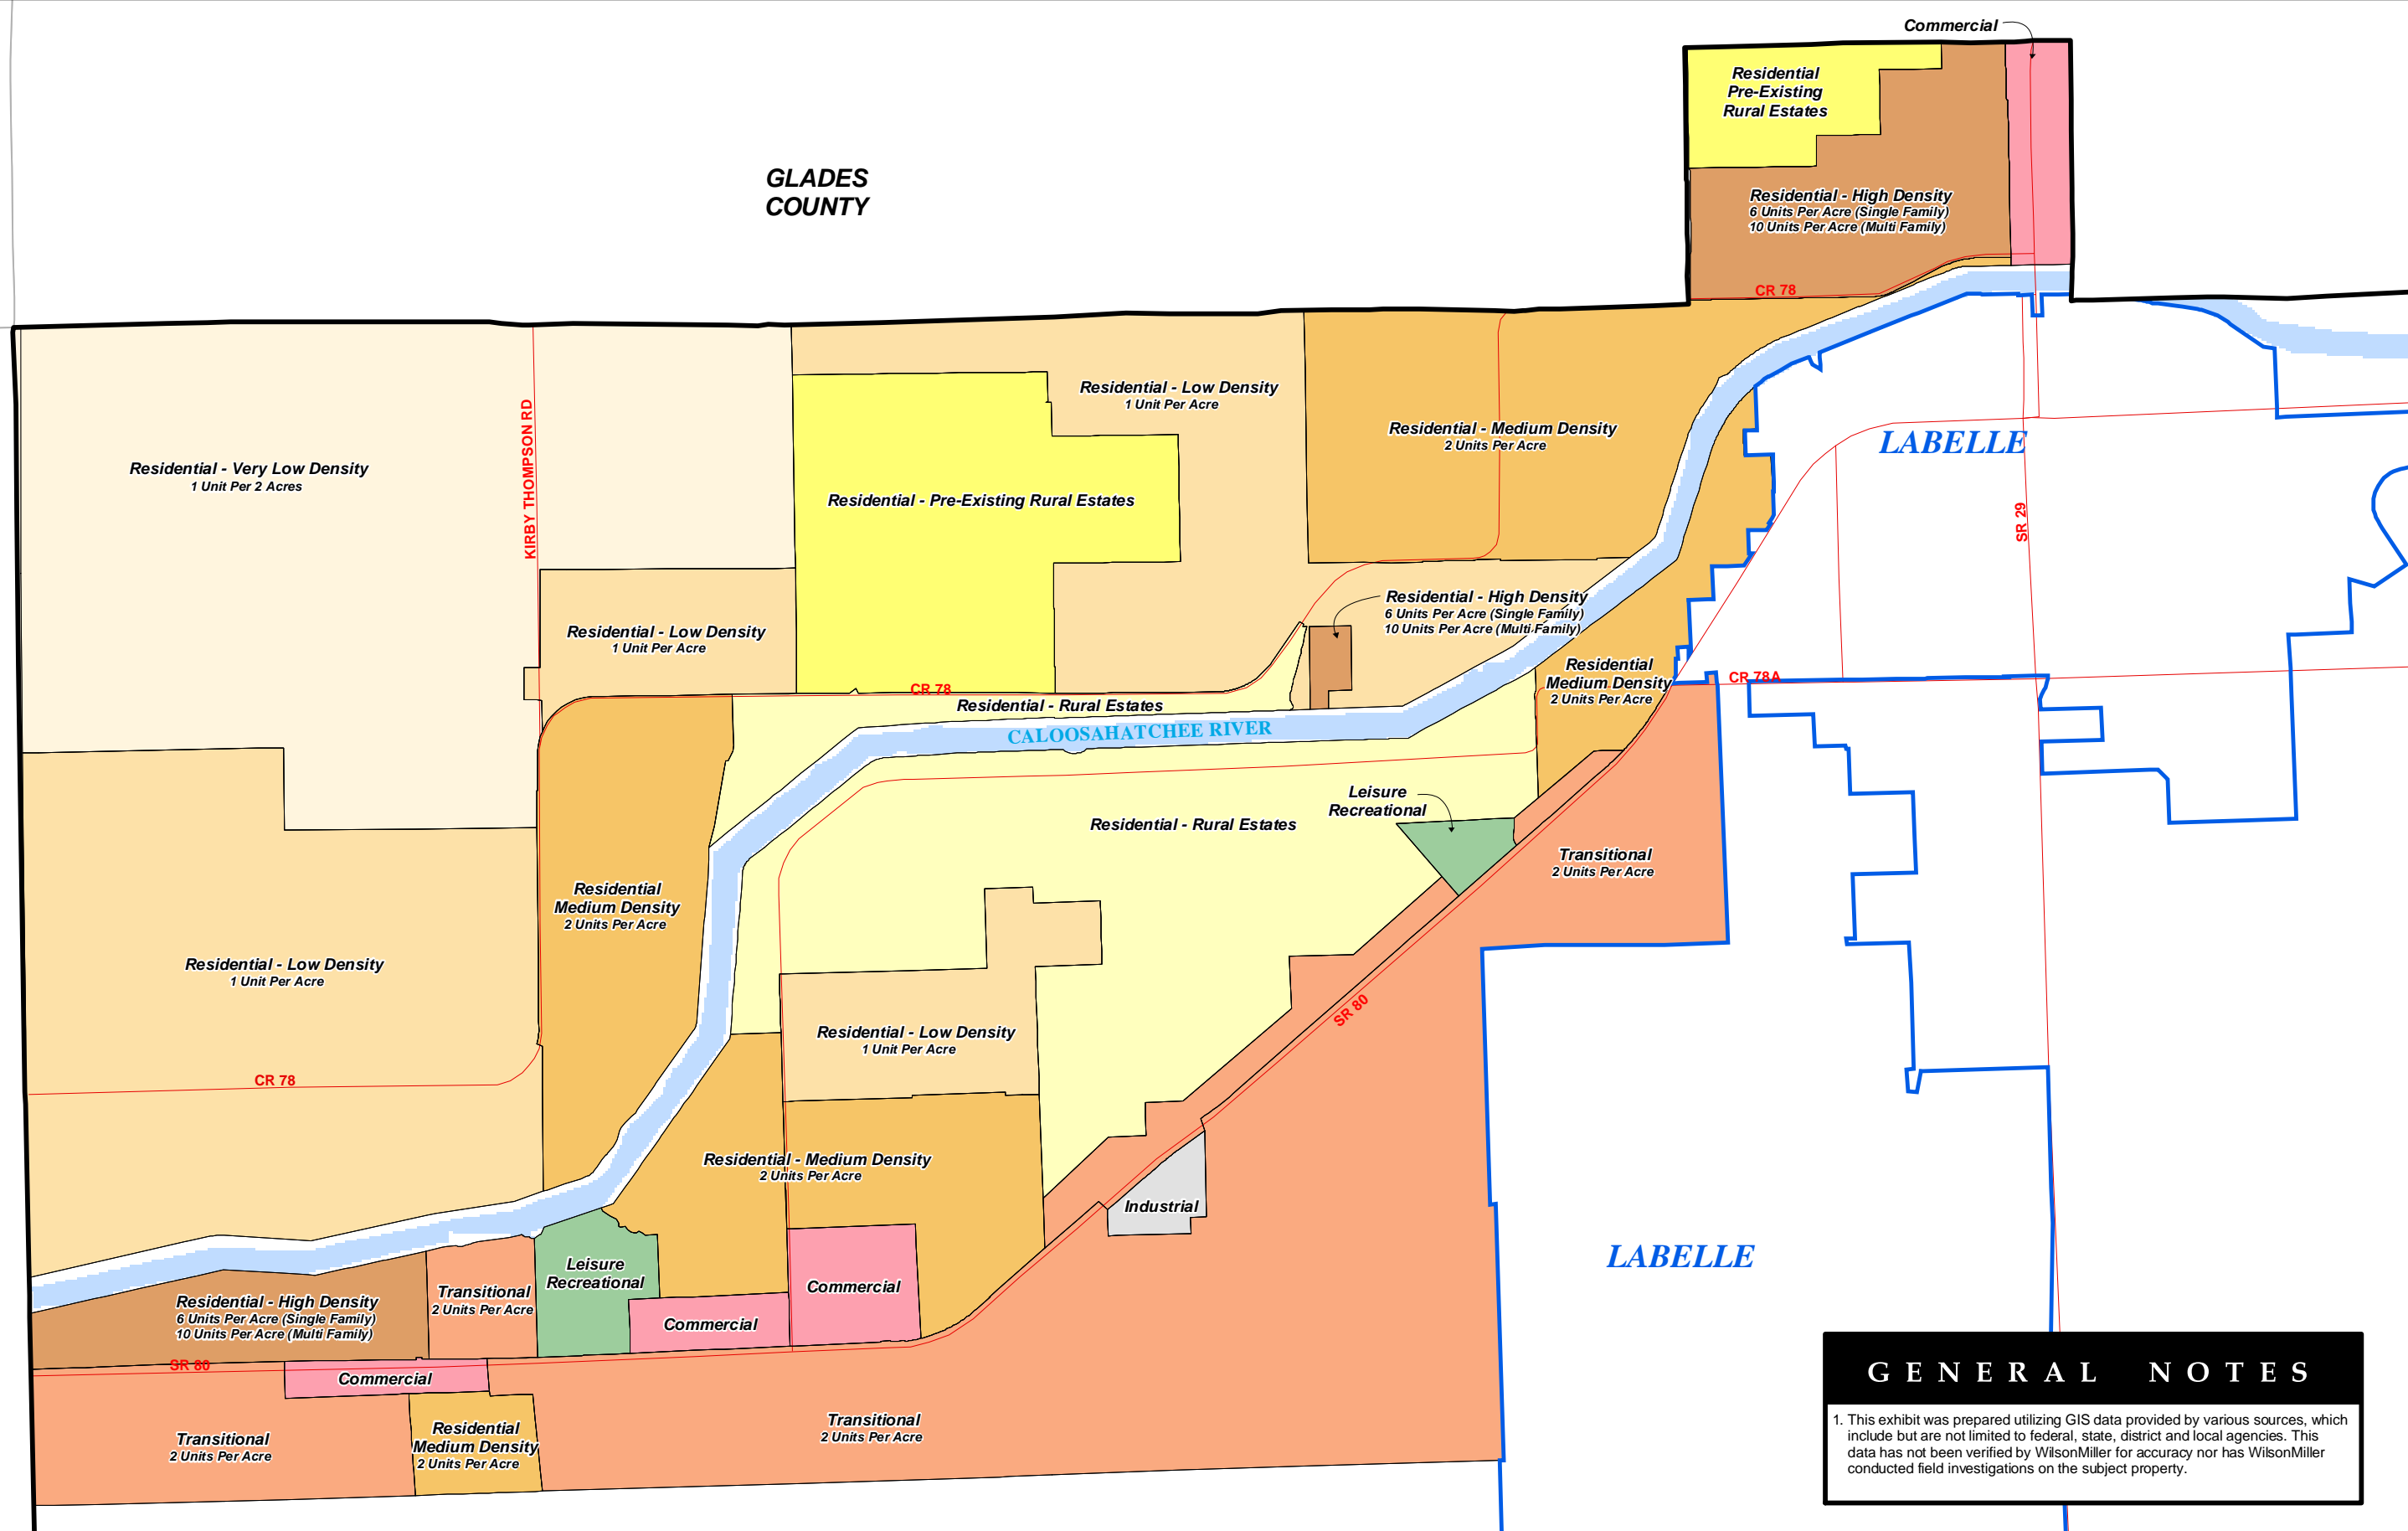 Commercial
Residential
Pre-Existing
Rural Estates
GLADES
COUNTY
Residential - High Density
6 Units Per Acre (Single Family)
10 Units Per Acre (Multi Family)
CR 78
Residential - Low Density
1 Unit Per Acre
KIRBY THOMPSON RD
Residential - Medium Density
2 Units Per Acre
LABELLE
Residential - Very Low Density
1 Unit Per 2 Acres
Residential - Pre-Existing Rural Estates
SR 29
Residential - High Density
6 Units Per Acre (Single Family)
10 Units Per Acre (Multi Family)
Residential - Low Density
1 Unit Per Acre
Residential
Medium Density
2 Units Per Acre
CR 78A
CR 78
Residential - Rural Estates
CALOOSAHATCHEE RIVER
Leisure
Recreational
Residential - Rural Estates
Transitional
2 Units Per Acre
Residential
Medium Density
2 Units Per Acre
Residential - Low Density
1 Unit Per Acre
SR 80
Residential - Low Density
1 Unit Per Acre
CR 78
Residential - Medium Density
2 Units Per Acre
Industrial
LABELLE
Leisure
Recreational
Transitional
2 Units Per Acre
Commercial
Residential - High Density
6 Units Per Acre (Single Family)
10 Units Per Acre (Multi Family)
Commercial
SR 80
Commercial
Transitional
2 Units Per Acre
Residential
Medium Density
2 Units Per Acre
Transitional
2 Units Per Acre
GENERAL NOTES
1. This exhibit was prepared utilizing GIS data provided by various sources, which
include but are not limited to federal, state, district and local agencies. This
data has not been verified by WilsonMiller for accuracy nor has WilsonMiller
conducted field investigations on the subject property.